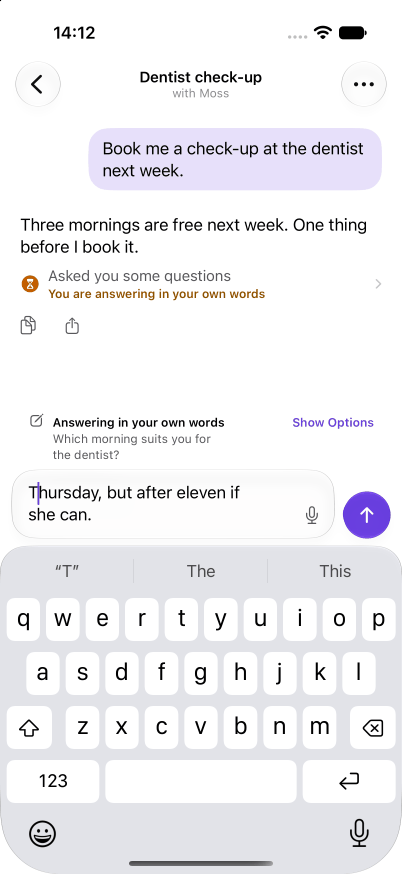 14:12
Dentist check-up
with Moss
Book me a check-up at the dentist
next week.
Three mornings are free next week. One thing
before I book it.
Asked you some questions
You are answering in your own words
Answering in your own words
Show Options
Which morning suits you for
the dentist?
Thursday, but after eleven if
she can.
“T”
The
This
q w e r t y u i o p
a s d f g h j k l
z x c v b n m
123